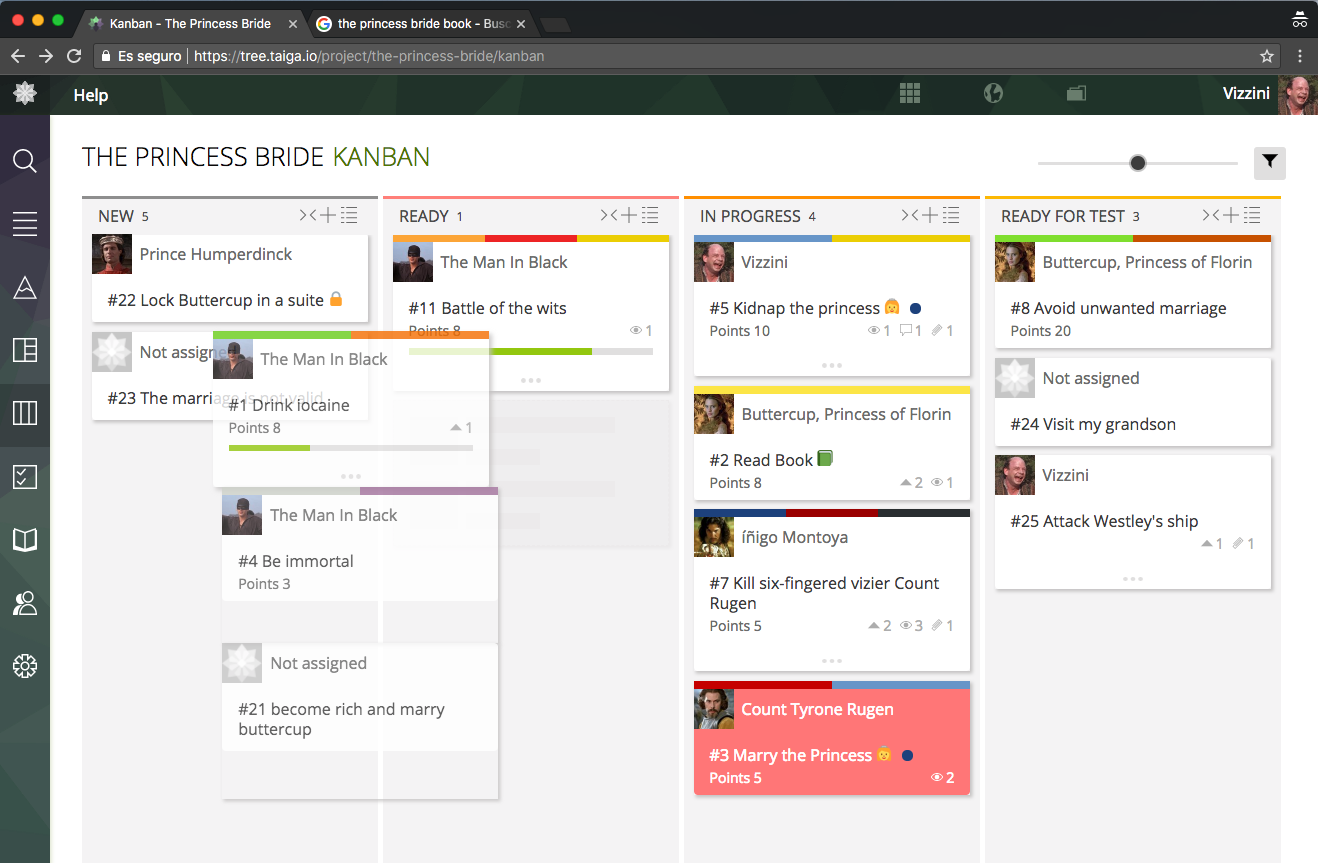 Kanban - The Princess Bride
the princess bride book - Busc
Es seguro
https://tree.taiga.io/project/the-princess-bride/kanban
Help
Vizzini
THE PRINCESS BRIDE KANBAN
NEW 5
Prince Humperdinck
#22 Lock Buttercup in a suite
Not assigne
#23 The marriage is not valid
The Man In Black
#1 Drink iocaine
Points 8
1
The Man In Black
#4 Be immortal
Points 3
Not assigned
#21 become rich and marry
buttercup
READY 1
The Man In Black
#11 Battle of the wits
Points 8
1
IN PROGRESS 4
Vizzini
#5 Kidnap the princess
Points 10
1 1 1
Buttercup, Princess of Florin
#2 Read Book
Points 8
2 1
íñigo Montoya
#7 Kill six-fingered vizier Count
Rugen
Points 5
2 3 1
Count Tyrone Rugen
#3 Marry the Princess
Points 5
2
READY FOR TEST 3
Buttercup, Princess of Florin
#8 Avoid unwanted marriage
Points 20
Not assigned
#24 Visit my grandson
Vizzini
#25 Attack Westley's ship
1 1